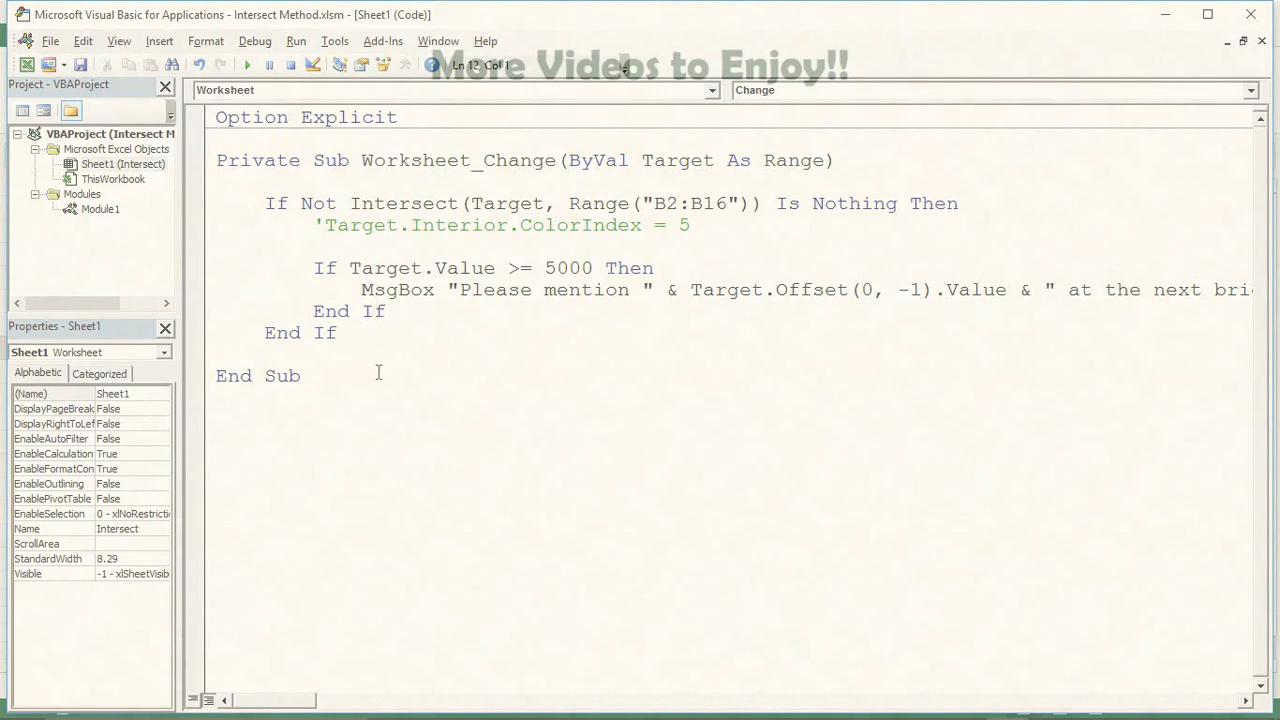 Microsoft Visual Basic for Applications - Intersect Method.xlsm - [Sheet1 (Code)]
File Edit View Insert Format Debug Run Tools Add-Ins Window Help
More Videos to Enjoy!!
Ln 12, Col 1
Project - VBAProject
Worksheet
Change
VBAProject (Intersect M
Microsoft Excel Objects
Sheet1 (Intersect)
ThisWorkbook
Modules
Module1
Properties - Sheet1
Sheet1 Worksheet
Alphabetic Categorized
(Name) Sheet1
DisplayPageBreak False
DisplayRightToLef False
EnableAutoFilter False
EnableCalculation True
EnableFormatCon True
EnableOutlining False
EnablePivotTable False
EnableSelection 0 - xlNoRestricti
Name Intersect
ScrollArea
StandardWidth 8.29
Visible -1 - xlSheetVisib
Option Explicit
Private Sub Worksheet_Change(ByVal Target As Range)
If Not Intersect(Target, Range("B2:B16")) Is Nothing Then
'Target.Interior.ColorIndex = 5
If Target.Value >= 5000 Then
MsgBox "Please mention " & Target.Offset(0, -1).Value & " at the next bri
End If
End If
End Sub